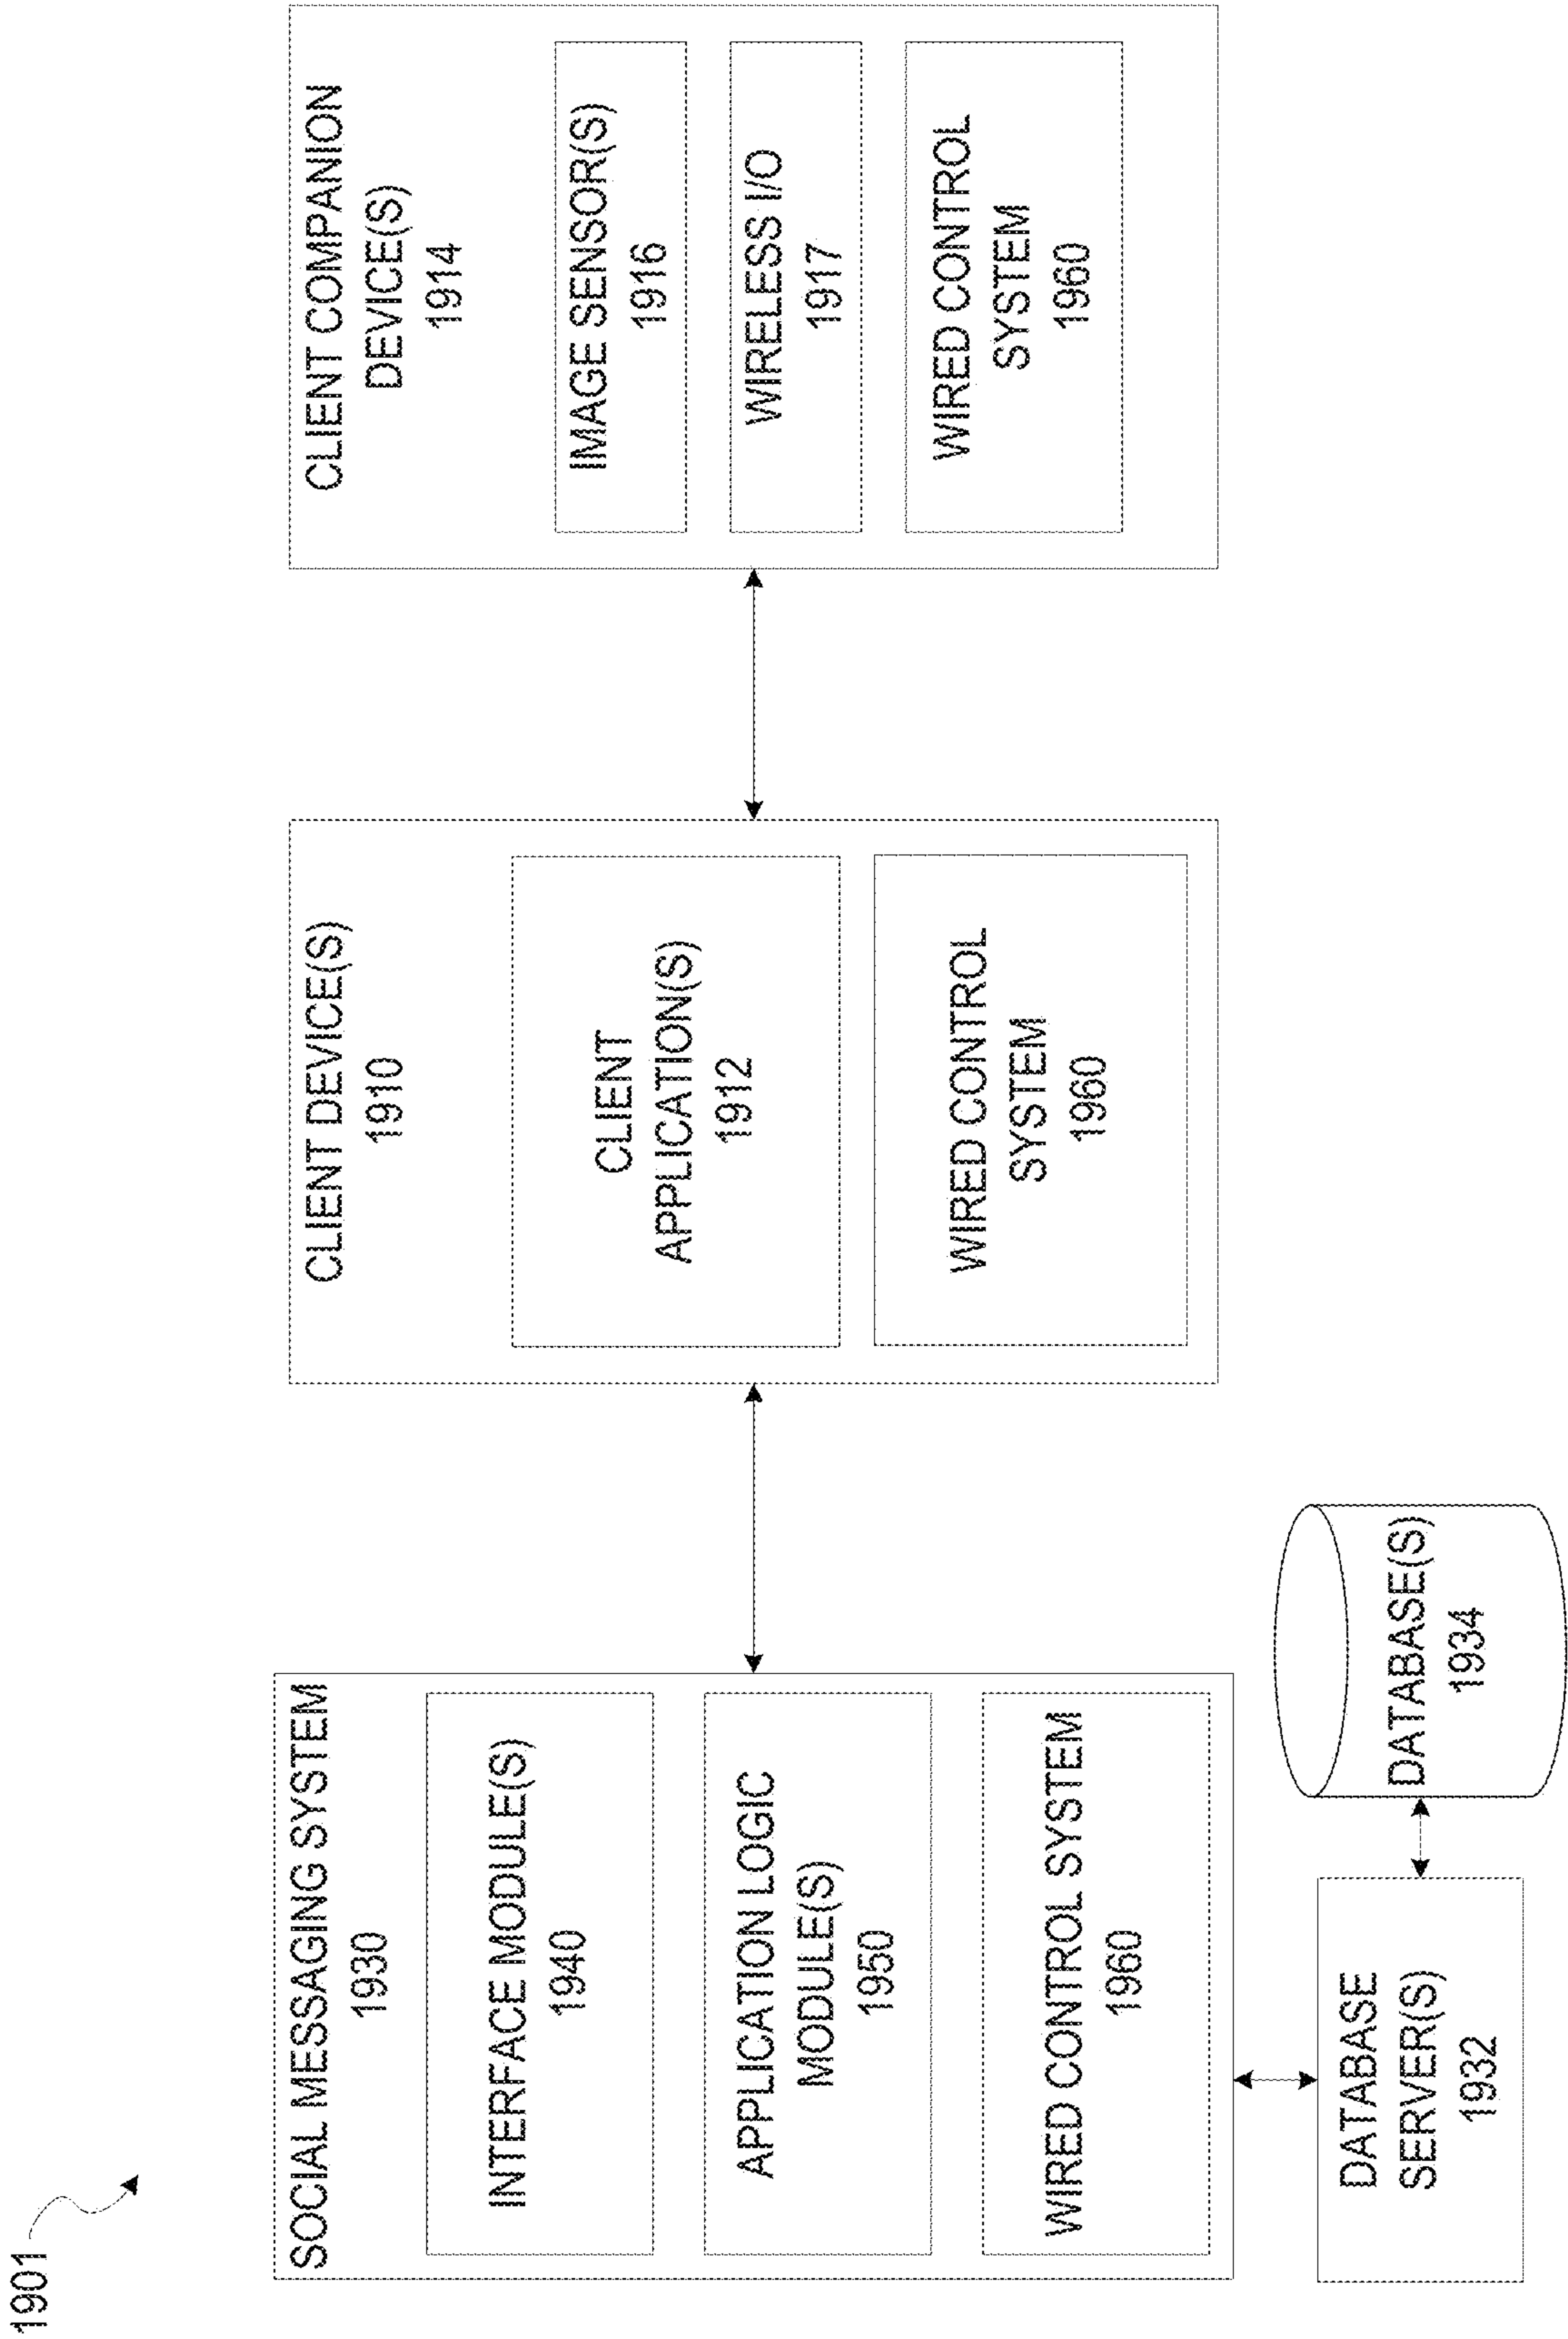 1901
SOCIAL MESSAGING SYSTEM
1930
INTERFACE MODULE(S)
1940
APPLICATION LOGIC
MODULE(S)
1950
WIRED CONTROL SYSTEM
1960
DATABASE
SERVER(S)
1932
DATABASE(S)
1934
CLIENT DEVICE(S)
1910
CLIENT
APPLICATION(S)
1912
WIRED CONTROL
SYSTEM
1960
CLIENT COMPANION
DEVICE(S)
1914
IMAGE SENSOR(S)
1916
WIRELESS I/O
1917
WIRED CONTROL
SYSTEM
1960